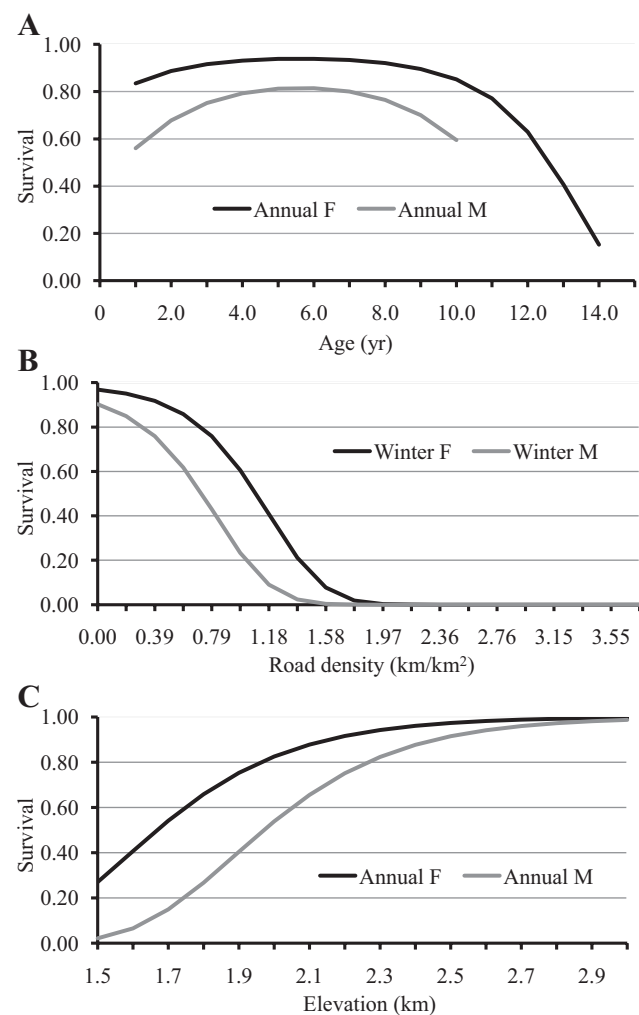 A
1.00
0.80
0.60
0.40
0.20
0.00
Survival
Annual F Annual M
0 2.0 4.0 6.0 8.0 10.0 12.0 14.0
Age (yr)
B
1.00
0.80
0.60
0.40
0.20
0.00
Survival
Winter F Winter M
0.00 0.39 0.79 1.18 1.58 1.97 2.36 2.76 3.15 3.55
Road density (km/km²)
C
1.00
0.80
0.60
0.40
0.20
0.00
Survival
Annual F Annual M
1.5 1.7 1.9 2.1 2.3 2.5 2.7 2.9
Elevation (km)